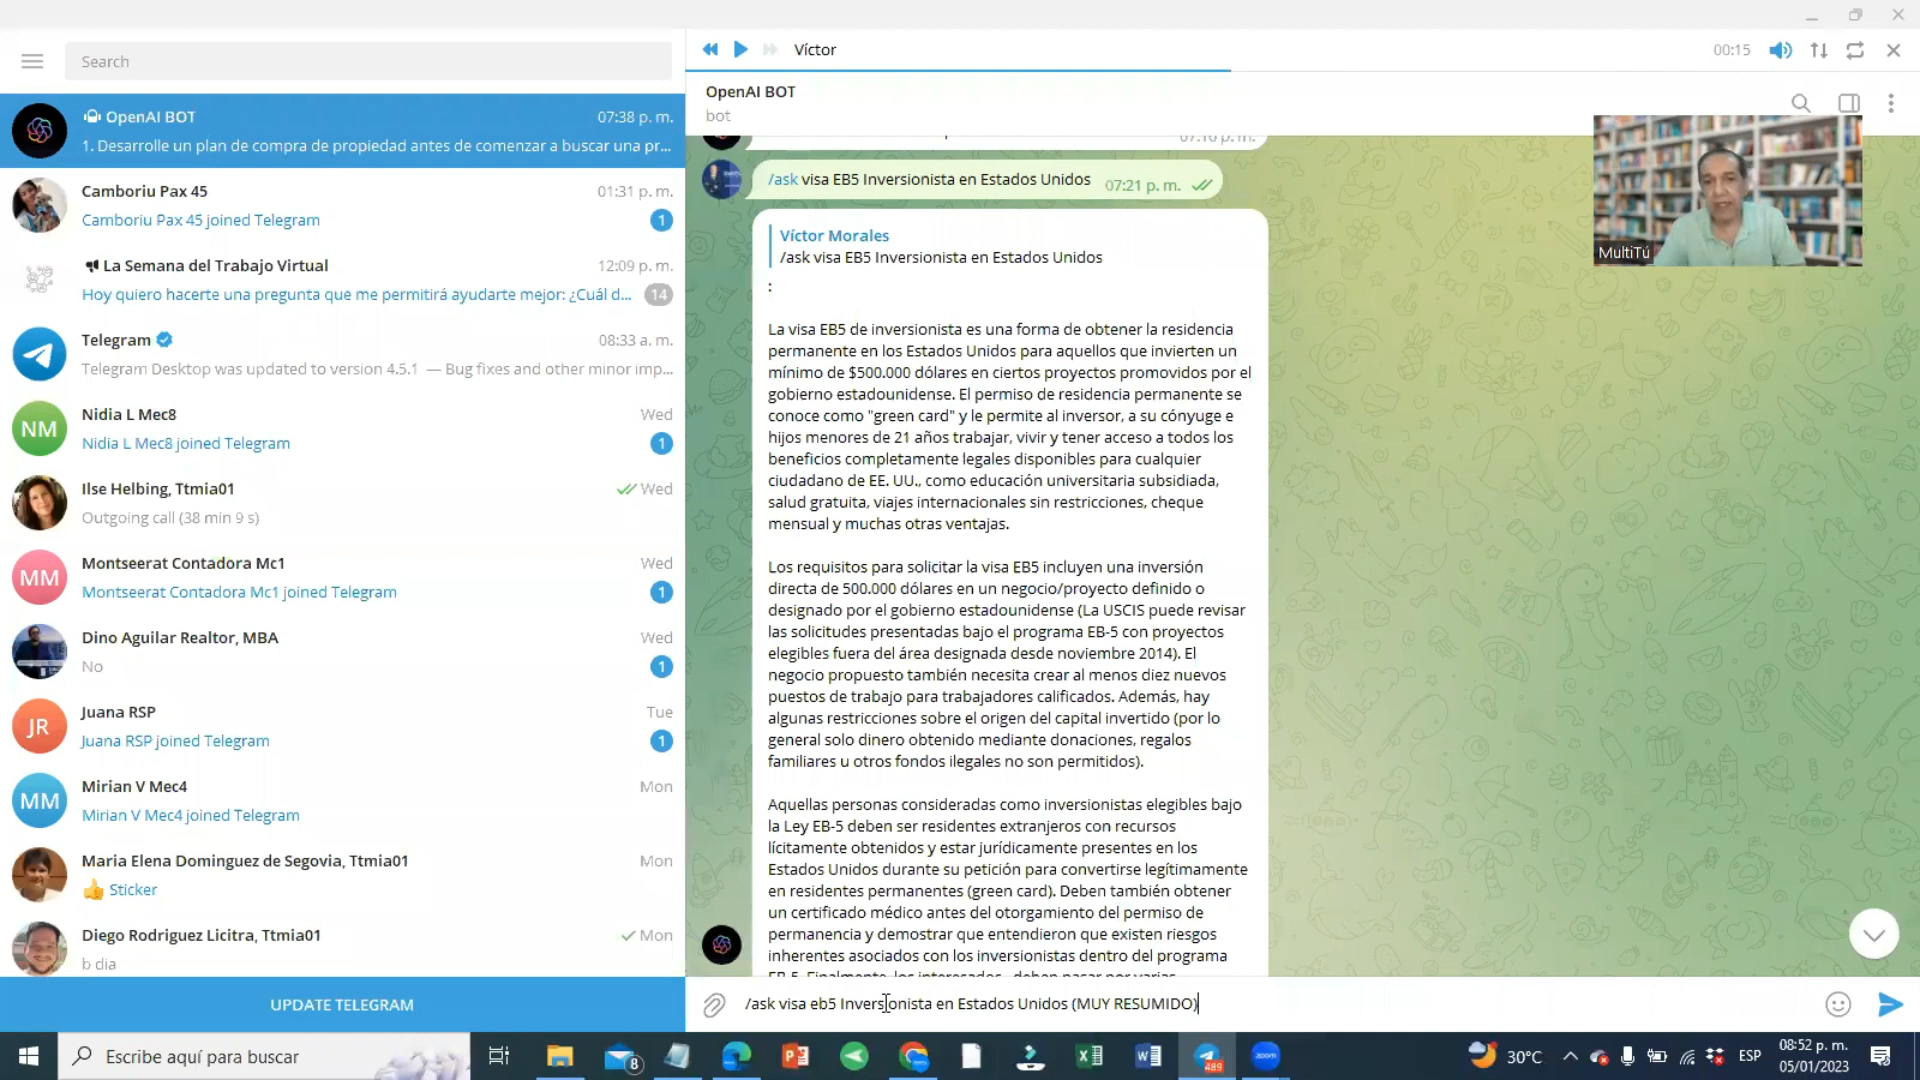 Search
OpenAI BOT
07:38 p. m.
1. Desarrolle un plan de compra de propiedad antes de comenzar a buscar una pr...
Camboriu Pax 45
01:31 p. m.
Camboriu Pax 45 joined Telegram
1
La Semana del Trabajo Virtual
12:09 p. m.
Hoy quiero hacerte una pregunta que me permitirá ayudarte mejor: ¿Cuál d...
14
Telegram
08:33 a. m.
Telegram Desktop was updated to version 4.5.1 — Bug fixes and other minor imp...
NM
Nidia L Mec8
Wed
Nidia L Mec8 joined Telegram
1
Ilse Helbing, Ttmia01
Wed
Outgoing call (38 min 9 s)
MM
Montseerat Contadora Mc1
Wed
Montseerat Contadora Mc1 joined Telegram
1
Dino Aguilar Realtor, MBA
Wed
No
1
JR
Juana RSP
Tue
Juana RSP joined Telegram
1
MM
Mirian V Mec4
Mon
Mirian V Mec4 joined Telegram
Maria Elena Dominguez de Segovia, Ttmia01
Mon
Sticker
Diego Rodriguez Licitra, Ttmia01
Mon
b dia
UPDATE TELEGRAM
Víctor
00:15
OpenAI BOT
bot
/ask visa EB5 Inversionista en Estados Unidos
07:21 p. m.
Víctor Morales
/ask visa EB5 Inversionista en Estados Unidos
:
La visa EB5 de inversionista es una forma de obtener la residencia
permanente en los Estados Unidos para aquellos que invierten un
mínimo de $500.000 dólares en ciertos proyectos promovidos por el
gobierno estadounidense. El permiso de residencia permanente se
conoce como "green card" y le permite al inversor, a su cónyuge e
hijos menores de 21 años trabajar, vivir y tener acceso a todos los
beneficios completamente legales disponibles para cualquier
ciudadano de EE. UU., como educación universitaria subsidiada,
salud gratuita, viajes internacionales sin restricciones, cheque
mensual y muchas otras ventajas.
Los requisitos para solicitar la visa EB5 incluyen una inversión
directa de 500.000 dólares en un negocio/proyecto definido o
designado por el gobierno estadounidense (La USCIS puede revisar
las solicitudes presentadas bajo el programa EB-5 con proyectos
elegibles fuera del área designada desde noviembre 2014). El
negocio propuesto también necesita crear al menos diez nuevos
puestos de trabajo para trabajadores calificados. Además, hay
algunas restricciones sobre el origen del capital invertido (por lo
general solo dinero obtenido mediante donaciones, regalos
familiares u otros fondos ilegales no son permitidos).
Aquellas personas consideradas como inversionistas elegibles bajo
la Ley EB-5 deben ser residentes extranjeros con recursos
lícitamente obtenidos y estar jurídicamente presentes en los
Estados Unidos durante su petición para convertirse legítimamente
en residentes permanentes (green card). Deben también obtener
un certificado médico antes del otorgamiento del permiso de
permanencia y demostrar que entendieron que existen riesgos
inherentes asociados con los inversionistas dentro del programa
MultiTú
/ask visa eb5 Inversionista en Estados Unidos (MUY RESUMIDO)
Escribe aquí para buscar
8
489
zoom
30°C
ESP
08:52 p. m.
05/01/2023